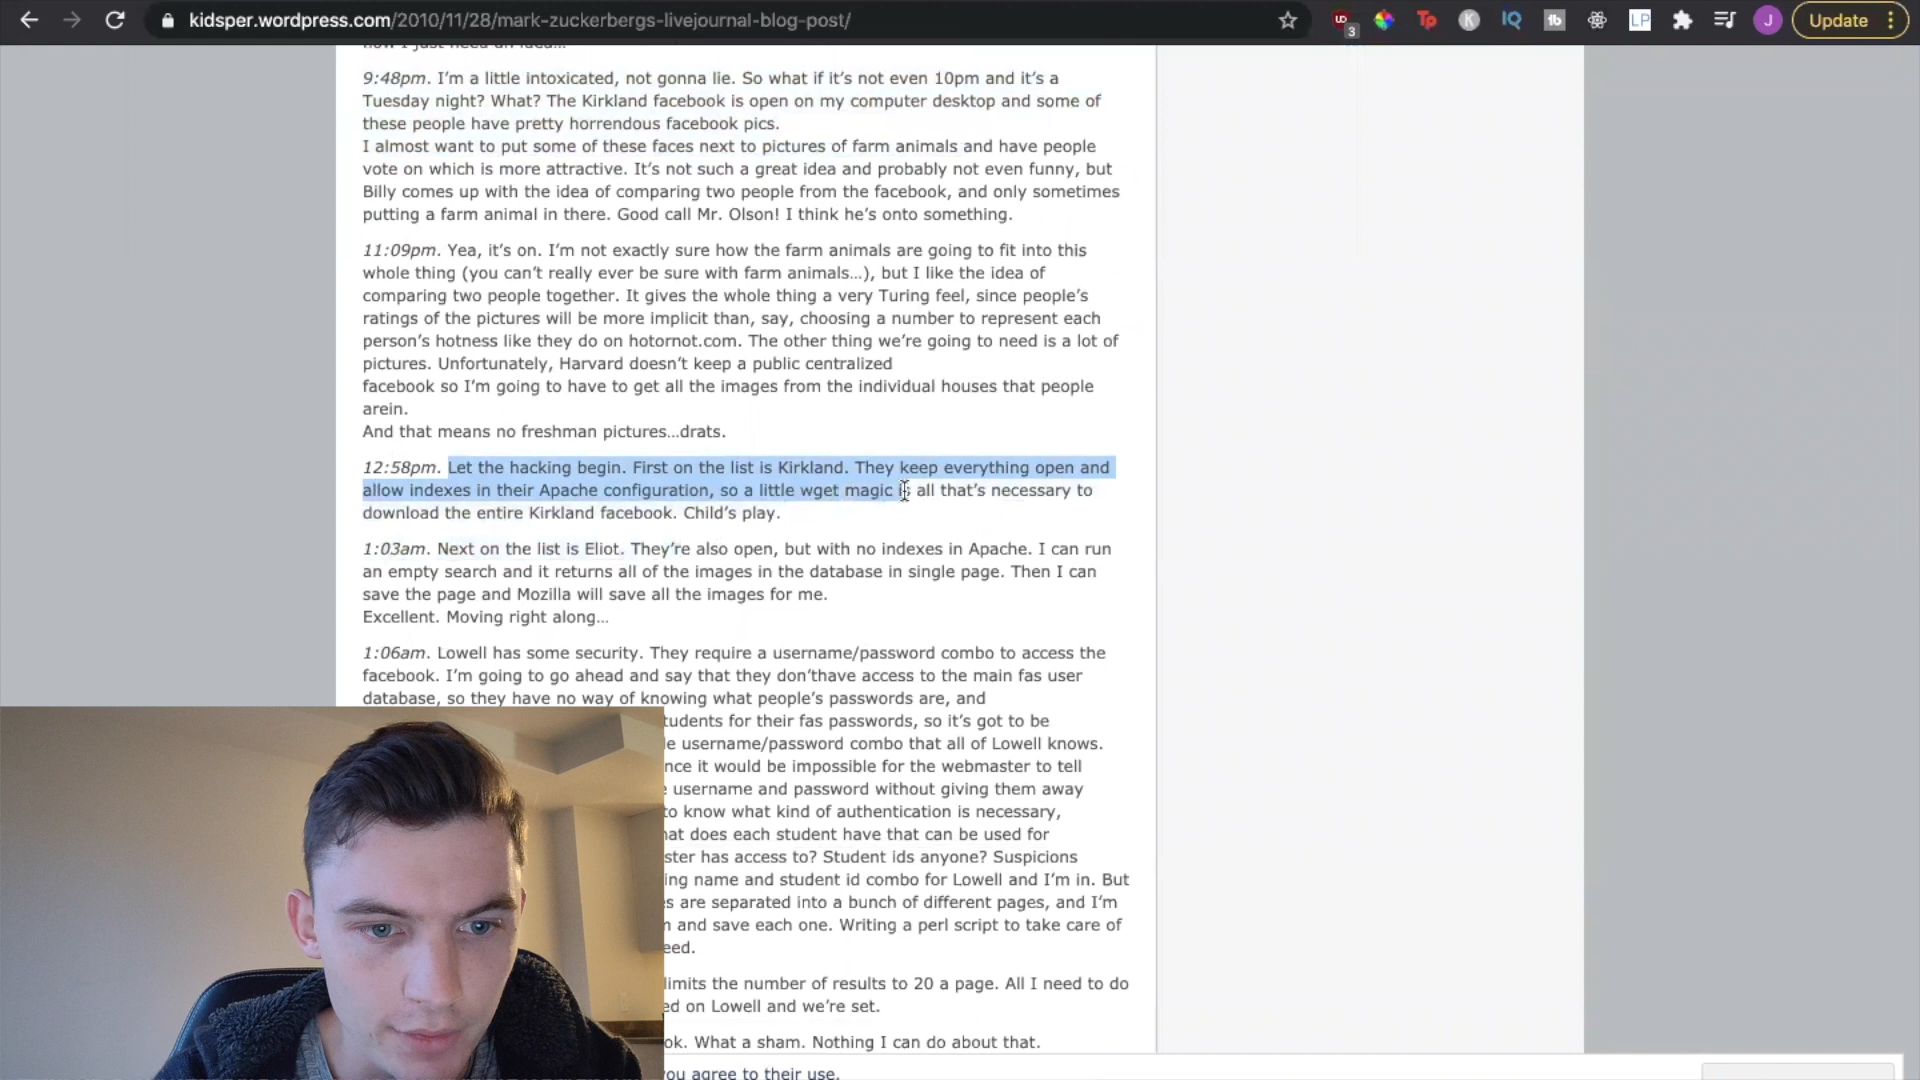 kidsper.wordpress.com/2010/11/28/mark-zuckerbergs-livejournal-blog-post/
UD
3
Tp
K
IQ
tb
LP
J
Update
now I just need an idea…
9:48pm. I'm a little intoxicated, not gonna lie. So what if it's not even 10pm and it's a
Tuesday night? What? The Kirkland facebook is open on my computer desktop and some of
these people have pretty horrendous facebook pics.
I almost want to put some of these faces next to pictures of farm animals and have people
vote on which is more attractive. It's not such a great idea and probably not even funny, but
Billy comes up with the idea of comparing two people from the facebook, and only sometimes
putting a farm animal in there. Good call Mr. Olson! I think he's onto something.
11:09pm. Yea, it's on. I'm not exactly sure how the farm animals are going to fit into this
whole thing (you can't really ever be sure with farm animals…), but I like the idea of
comparing two people together. It gives the whole thing a very Turing feel, since people's
ratings of the pictures will be more implicit than, say, choosing a number to represent each
person's hotness like they do on hotornot.com. The other thing we're going to need is a lot of
pictures. Unfortunately, Harvard doesn't keep a public centralized
facebook so I'm going to have to get all the images from the individual houses that people
arein.
And that means no freshman pictures…drats.
12:58pm. Let the hacking begin. First on the list is Kirkland. They keep everything open and
allow indexes in their Apache configuration, so a little wget magic is all that's necessary to
download the entire Kirkland facebook. Child's play.
1:03am. Next on the list is Eliot. They're also open, but with no indexes in Apache. I can run
an empty search and it returns all of the images in the database in single page. Then I can
save the page and Mozilla will save all the images for me.
Excellent. Moving right along…
1:06am. Lowell has some security. They require a username/password combo to access the
facebook. I'm going to go ahead and say that they don'thave access to the main fas user
database, so they have no way of knowing what people's passwords are, and
tudents for their fas passwords, so it's got to be
e username/password combo that all of Lowell knows.
nce it would be impossible for the webmaster to tell
username and password without giving them away
to know what kind of authentication is necessary,
at does each student have that can be used for
ster has access to? Student ids anyone? Suspicions
ing name and student id combo for Lowell and I'm in. But
s are separated into a bunch of different pages, and I'm
and save each one. Writing a perl script to take care of
eed.
limits the number of results to 20 a page. All I need to do
ed on Lowell and we're set.
ok. What a sham. Nothing I can do about that.
you agree to their use.